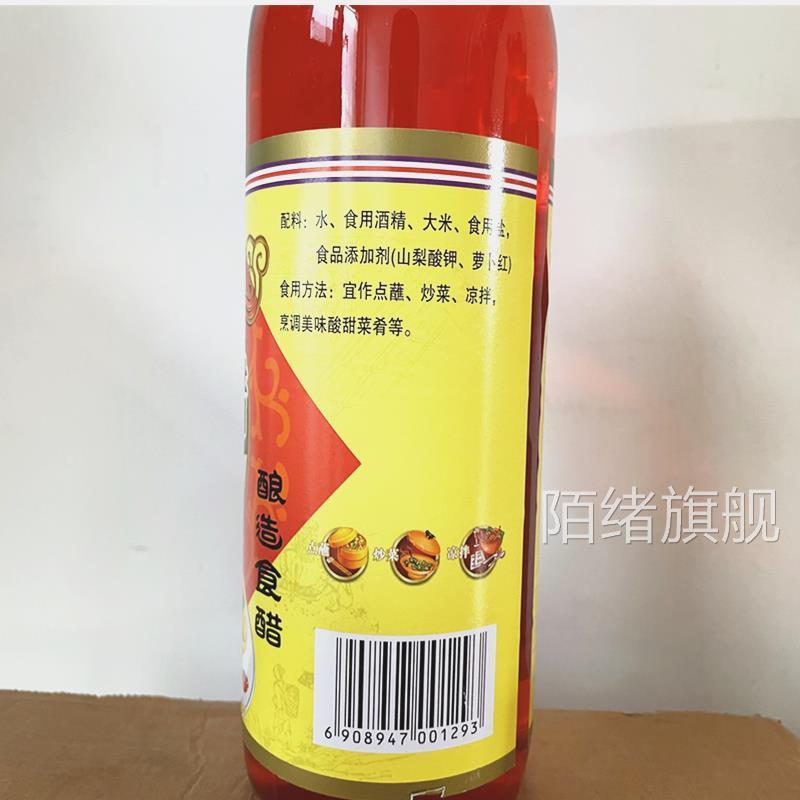 配料：水、食用酒精、大米、食用盐，
食品添加剂(山梨酸钾、萝卜红)
食用方法：宜作点蘸、炒菜、凉拌，
烹调美味酸甜菜肴等。
酿造食醋
点蘸
炒菜
凉拌
陌绪旗舰
6 908947 001293